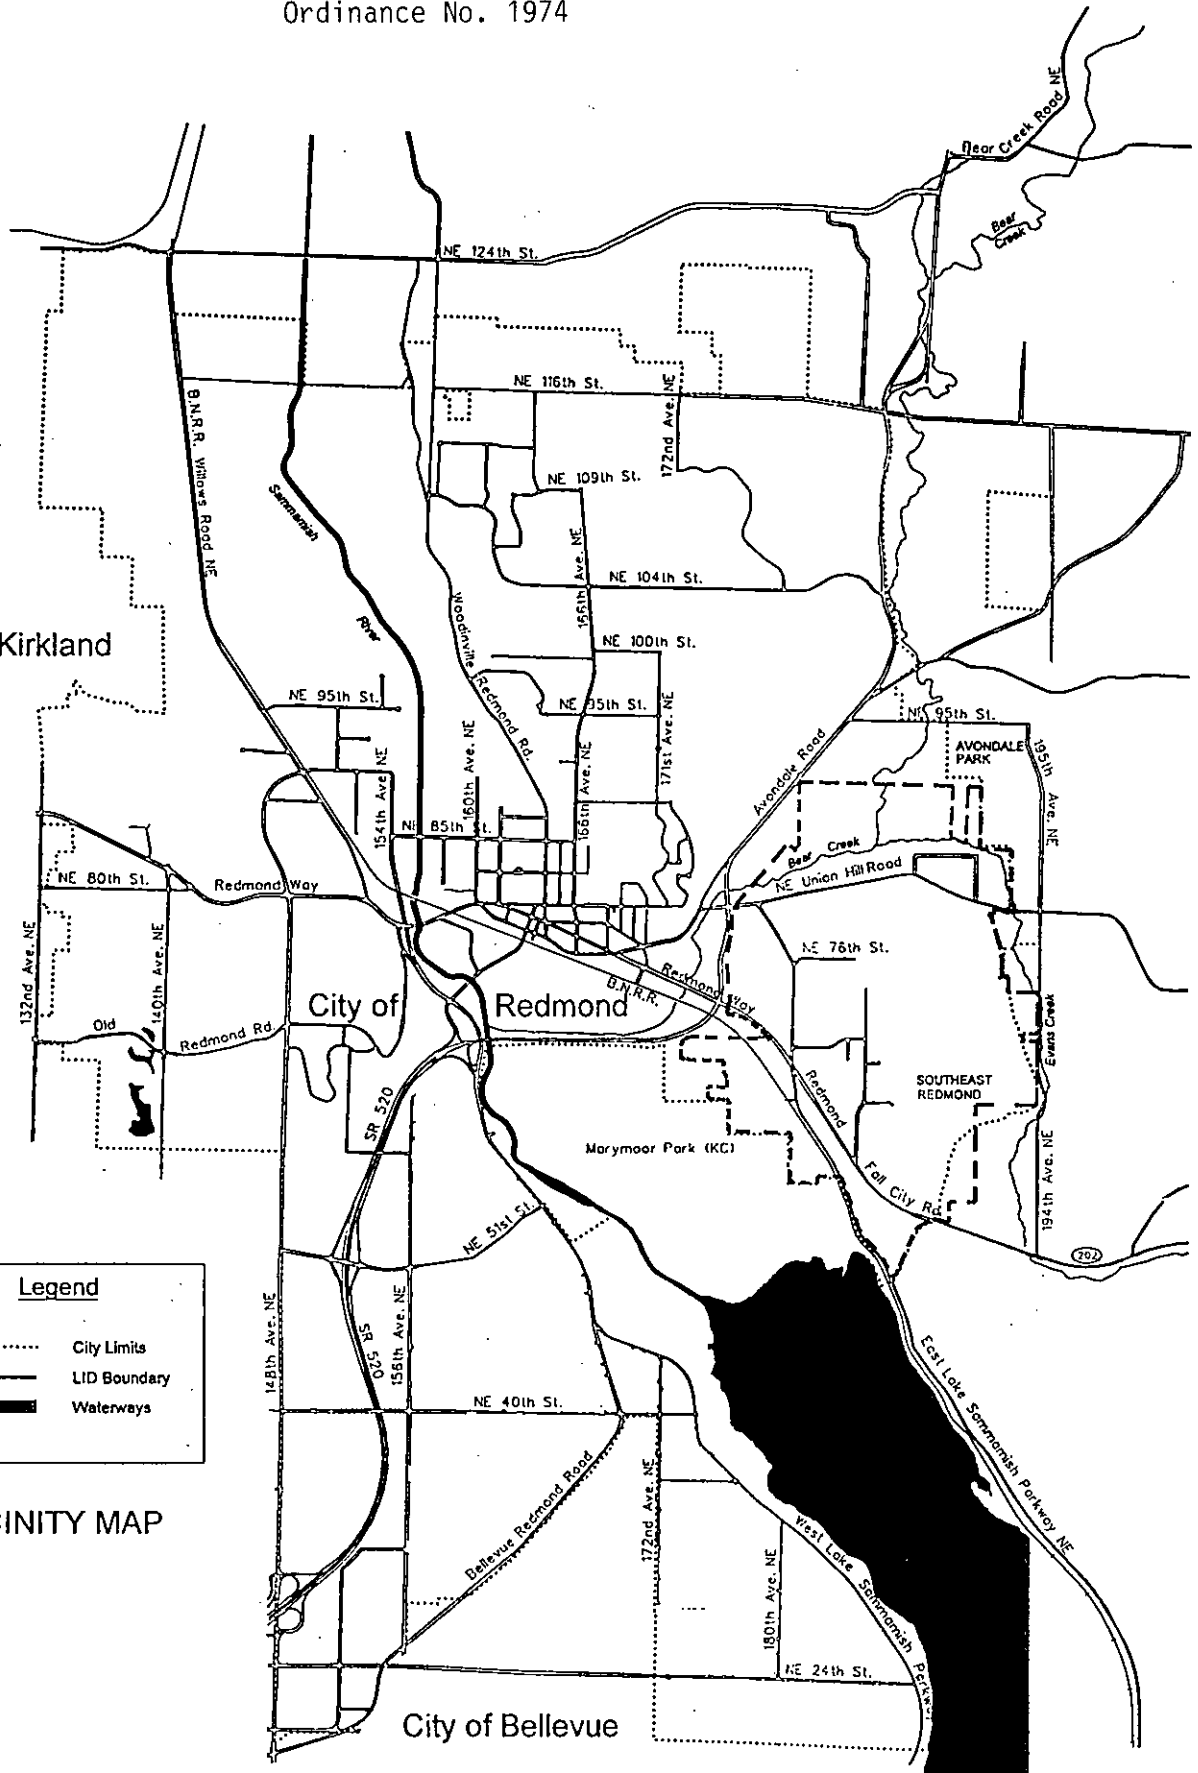 Ordinance No. 1974
Bear Creek Road NE
Bear
Creek
NE 124th St.
NE 116th St.
172nd Ave. NE
B.N.R.R.
Willows Road NE
Sammamish
River
NE 109th St.
166th Ave. NE
NE 104th St.
Woodinville Redmond Rd.
NE 100th St.
Kirkland
NE 95th St.
NE 95th St.
171st Ave. NE
NE 95th St.
AVONDALE
PARK
195th Ave. NE
Avondale Road
154th Ave NE
160th Ave. NE
166th Ave. NE
NE 85th St.
Bear Creek
NE Union Hill Road
NE 80th St.
Redmond Way
132nd Ave. NE
140th Ave. NE
NE 76th St.
Redmond Way
B.N.R.R.
City of Redmond
Old Redmond Rd.
Evans Creek
SOUTHEAST
REDMOND
SR 520
Marymoor Park (KC)
Redmond Fall City Rd.
194th Ave. NE
202
NE 51st St.
148th Ave. NE
SR 520
156th Ave. NE
Legend
City Limits
LID Boundary
Waterways
East Lake Sammamish Parkway NE
NE 40th St.
Bellevue Redmond Road
172nd Ave. NE
West Lake Sammamish Parkw
180th Ave. NE
INITY MAP
NE 24th St.
City of Bellevue